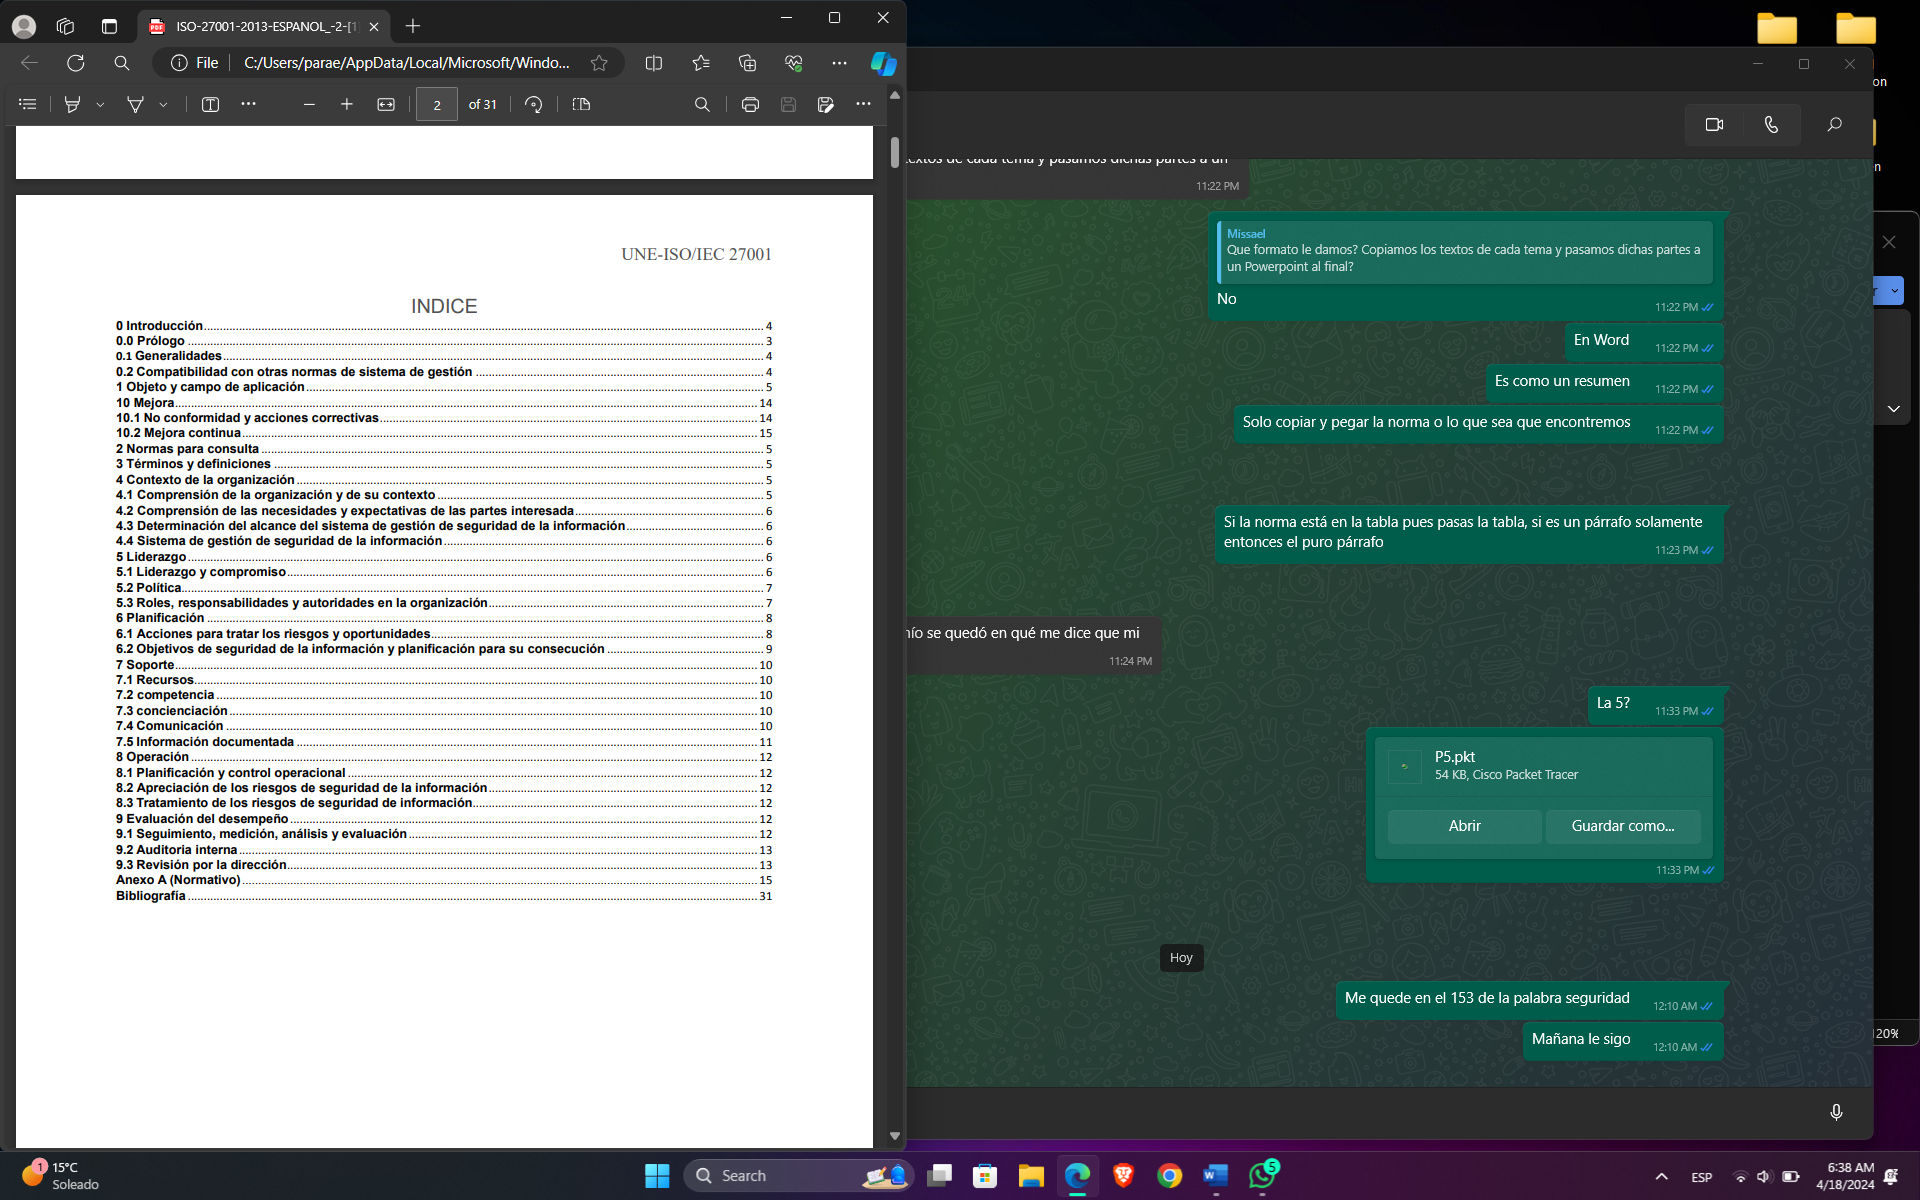 ISO-27001-2013-ESPANOL_-2-[1]
File
C:/Users/parae/AppData/Local/Microsoft/Windo...
2 of 31
UNE-ISO/IEC 27001
INDICE
0 Introducción 4
0.0 Prólogo 3
0.1 Generalidades 4
0.2 Compatibilidad con otras normas de sistema de gestión 4
1 Objeto y campo de aplicación 5
10 Mejora 14
10.1 No conformidad y acciones correctivas 14
10.2 Mejora continua 15
2 Normas para consulta 5
3 Términos y definiciones 5
4 Contexto de la organización 5
4.1 Comprensión de la organización y de su contexto 5
4.2 Comprensión de las necesidades y expectativas de las partes interesada 6
4.3 Determinación del alcance del sistema de gestión de seguridad de la información 6
4.4 Sistema de gestión de seguridad de la información 6
5 Liderazgo 6
5.1 Liderazgo y compromiso 6
5.2 Política 7
5.3 Roles, responsabilidades y autoridades en la organización 7
6 Planificación 8
6.1 Acciones para tratar los riesgos y oportunidades 8
6.2 Objetivos de seguridad de la información y planificación para su consecución 9
7 Soporte 10
7.1 Recursos 10
7.2 competencia 10
7.3 concienciación 10
7.4 Comunicación 10
7.5 Información documentada 11
8 Operación 12
8.1 Planificación y control operacional 12
8.2 Apreciación de los riesgos de seguridad de la información 12
8.3 Tratamiento de los riesgos de seguridad de información 12
9 Evaluación del desempeño 12
9.1 Seguimiento, medición, análisis y evaluación 12
9.2 Auditoria interna 13
9.3 Revisión por la dirección 13
Anexo A (Normativo) 15
Bibliografía 31
textos de cada tema y pasamos dichas partes a un
11:22 PM
Missael
Que formato le damos? Copiamos los textos de cada tema y pasamos dichas partes a
un Powerpoint al final?
No
11:22 PM
En Word
11:22 PM
Es como un resumen
11:22 PM
Solo copiar y pegar la norma o lo que sea que encontremos
11:22 PM
Si la norma está en la tabla pues pasas la tabla, si es un párrafo solamente
entonces el puro párrafo
11:23 PM
mío se quedó en qué me dice que mi
11:24 PM
La 5?
11:33 PM
P5.pkt
54 KB, Cisco Packet Tracer
Abrir
Guardar como...
11:33 PM
Hoy
Me quede en el 153 de la palabra seguridad
12:10 AM
Mañana le sigo
12:10 AM
on
n
r
120%
1
15°C
Soleado
Search
5
ESP
6:38 AM
4/18/2024